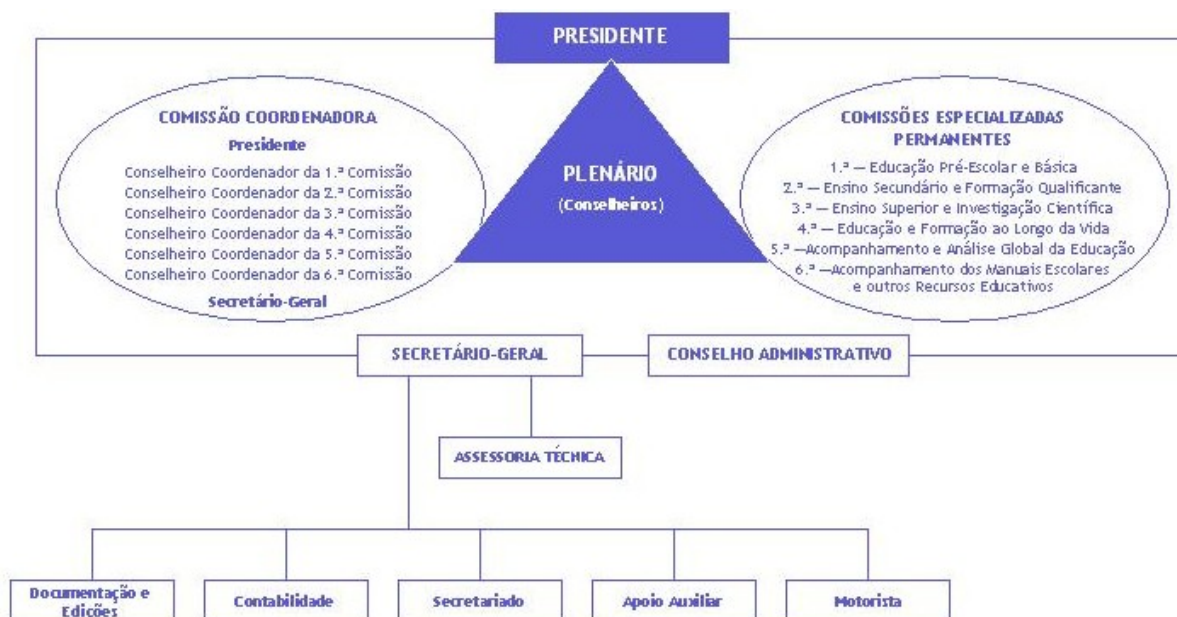 PRESIDENTE
COMISSÃO COORDENADORA
Presidente
Conselheiro Coordenador da 1.ª Comissão
Conselheiro Coordenador da 2.ª Comissão
Conselheiro Coordenador da 3.ª Comissão
Conselheiro Coordenador da 4.ª Comissão
Conselheiro Coordenador da 5.ª Comissão
Conselheiro Coordenador da 6.ª Comissão
Secretário-Geral
PLENÁRIO
(Conselheiros)
COMISSÕES ESPECIALIZADAS
PERMANENTES
1.ª — Educação Pré-Escolar e Básica
2.ª — Ensino Secundário e Formação Qualificante
3.ª — Ensino Superior e Investigação Científica
4.ª — Educação e Formação ao Longo da Vida
5.ª —Acompanhamento e Análise Global da Educação
6.ª —Acompanhamento dos Manuais Escolares
e outros Recursos Educativos
SECRETÁRIO-GERAL
CONSELHO ADMINISTRATIVO
ASSESSORIA TÉCNICA
Documentação e
Edições
Contabilidade
Secretariado
Apoio Auxiliar
Motorista